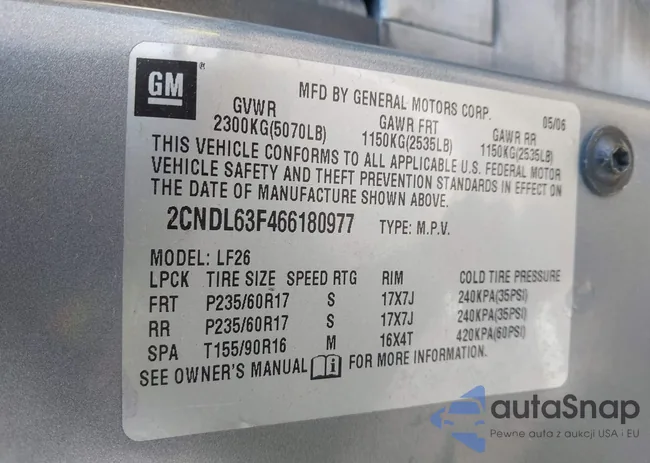 GM
MFD BY GENERAL MOTORS CORP.
05/06
GVWR GAWR FRT GAWR RR
2300KG(5070LB) 1150KG(2535LB) 1150KG(2535LB)
THIS VEHICLE CONFORMS TO ALL APPLICABLE U.S. FEDERAL MOTOR
VEHICLE SAFETY AND THEFT PREVENTION STANDARDS IN EFFECT ON
THE DATE OF MANUFACTURE SHOWN ABOVE.
2CNDL63F466180977 TYPE: M.P.V.
MODEL: LF26
LPCK TIRE SIZE SPEED RTG RIM COLD TIRE PRESSURE
FRT P235/60R17 S 17X7J 240KPA(35PSI)
RR P235/60R17 S 17X7J 240KPA(35PSI)
SPA T155/90R16 M 16X4T 420KPA(60PSI)
SEE OWNER'S MANUAL FOR MORE INFORMATION.
autaSnap
Pewne auta z aukcji USA · EU